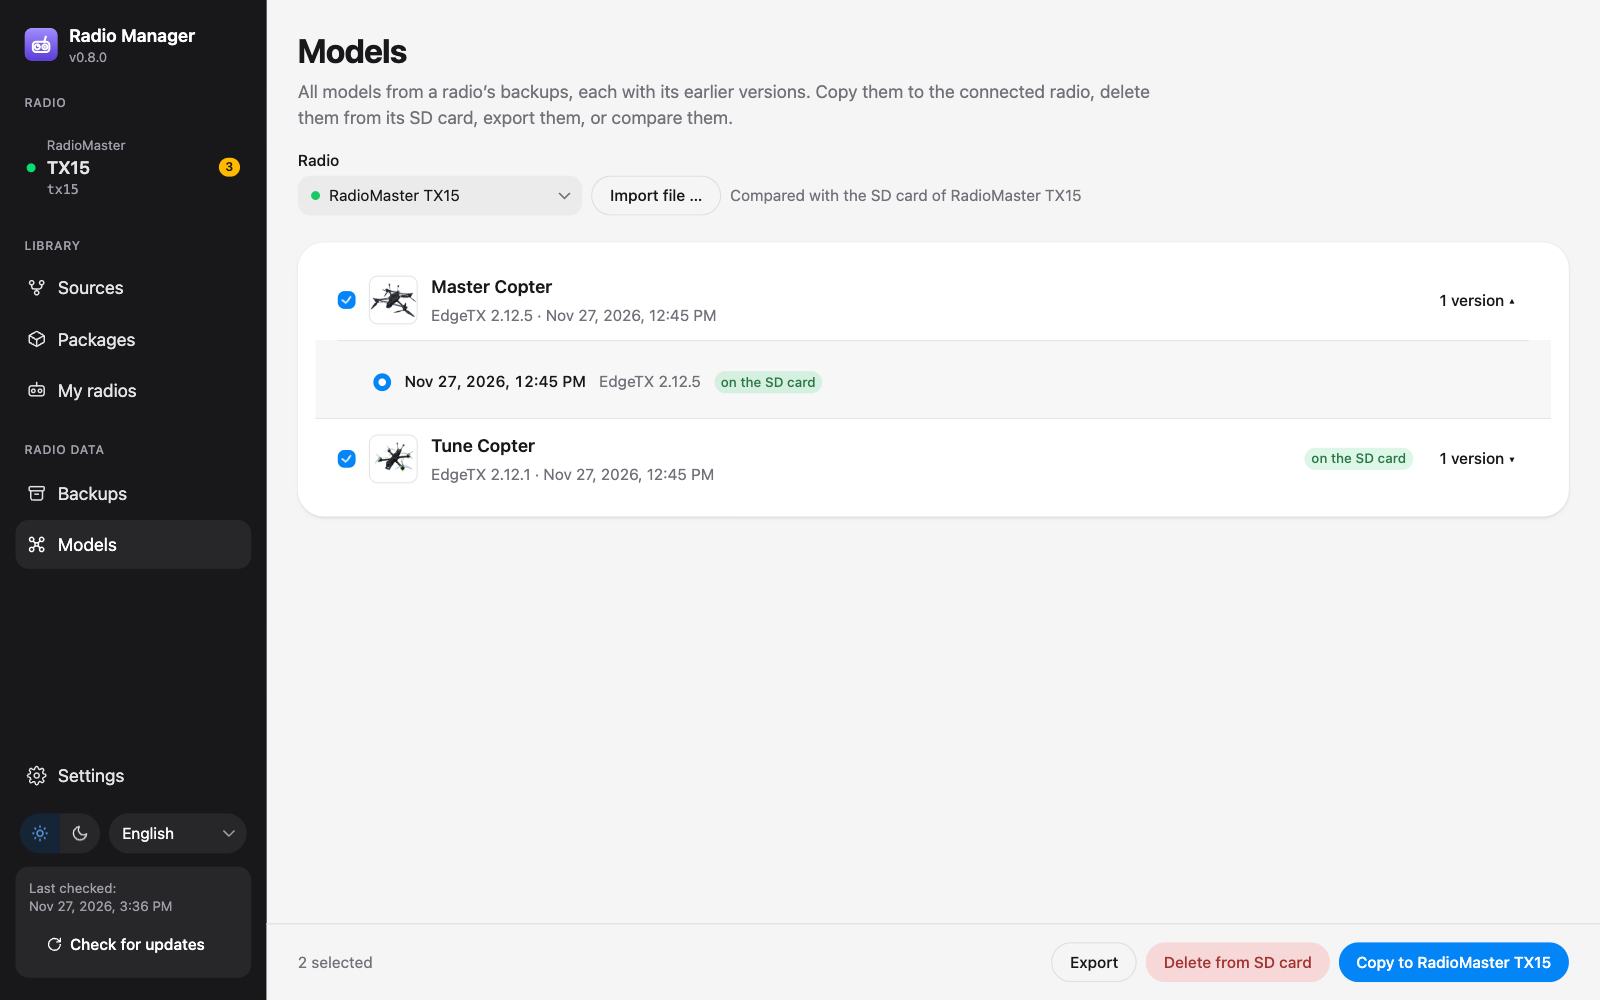 Radio Manager
v0.8.0
RADIO
RadioMaster
TX15
3
tx15
LIBRARY
Sources
Packages
My radios
RADIO DATA
Backups
Models
Settings
English
Last checked:
Nov 27, 2026, 3:36 PM
Check for updates
Models
All models from a radio’s backups, each with its earlier versions. Copy them to the connected radio, delete
them from its SD card, export them, or compare them.
Radio
RadioMaster TX15
Import file ...
Compared with the SD card of RadioMaster TX15
Master Copter
EdgeTX 2.12.5 · Nov 27, 2026, 12:45 PM
1 version
Nov 27, 2026, 12:45 PM EdgeTX 2.12.5 on the SD card
Tune Copter
EdgeTX 2.12.1 · Nov 27, 2026, 12:45 PM
on the SD card
1 version
2 selected
Export
Delete from SD card
Copy to RadioMaster TX15